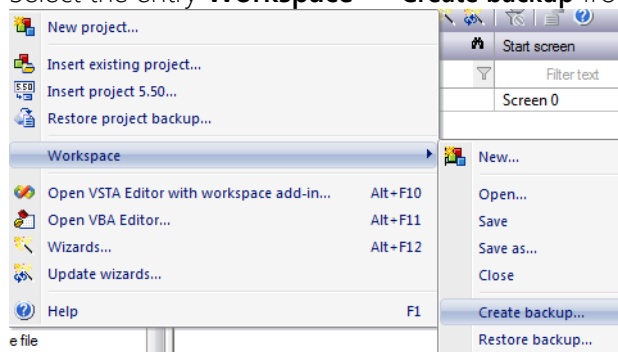 Select the entry Workspace Create backup fro
New project...
Insert existing project...
5.50 Insert project 5.50...
Restore project backup...
Workspace
Open VSTA Editor with workspace add-in... Alt+F10
Open VBA Editor... Alt+F11
Wizards... Alt+F12
Update wizards...
Help F1
e file
Start screen
Filter text
Screen 0
New...
Open...
Save
Save as...
Close
Create backup...
Restore backup...